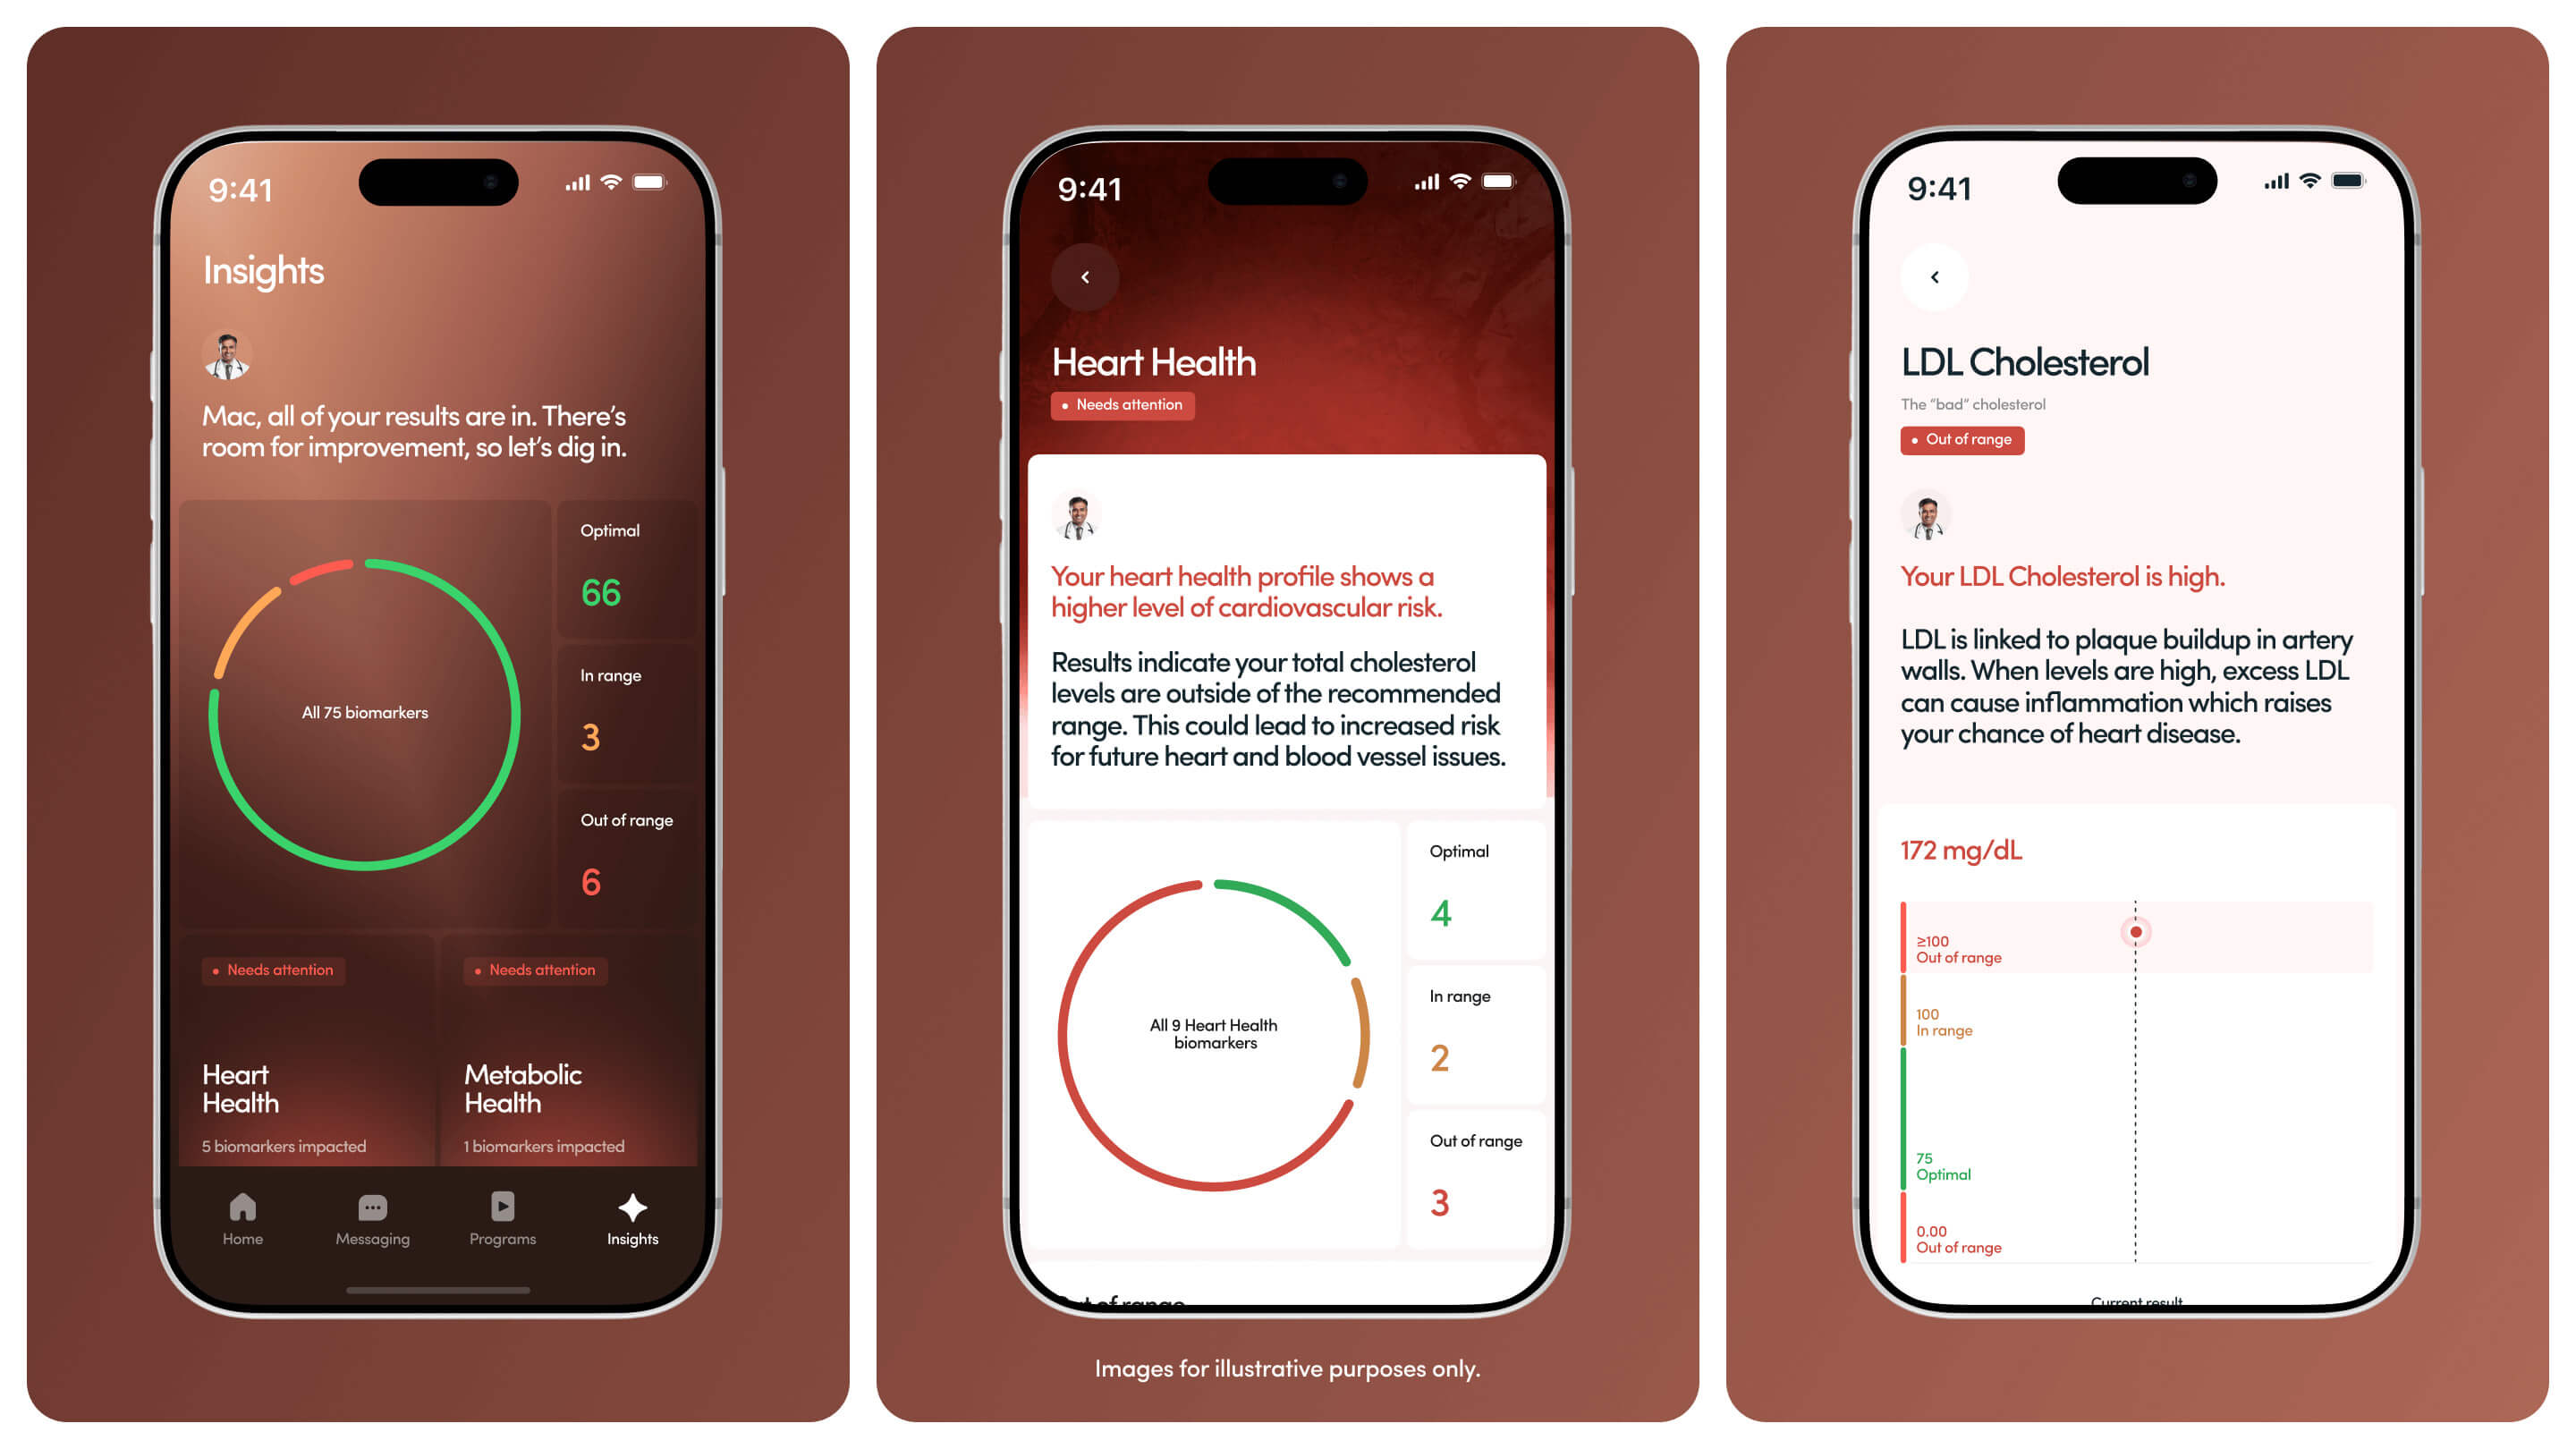 9:41
Insights
Mac, all of your results are in. There's
room for improvement, so let's dig in.
All 75 biomarkers
Optimal
66
In range
3
Out of range
6
Needs attention
Heart
Health
5 biomarkers impacted
Needs attention
Metabolic
Health
1 biomarkers impacted
Home
Messaging
Programs
Insights
9:41
Heart Health
Needs attention
Your heart health profile shows a
higher level of cardiovascular risk.
Results indicate your total cholesterol
levels are outside of the recommended
range. This could lead to increased risk
for future heart and blood vessel issues.
All 9 Heart Health
biomarkers
Optimal
4
In range
2
Out of range
3
Out of range
Images for illustrative purposes only.
9:41
LDL Cholesterol
The "bad" cholesterol
Out of range
Your LDL Cholesterol is high.
LDL is linked to plaque buildup in artery
walls. When levels are high, excess LDL
can cause inflammation which raises
your chance of heart disease.
172 mg/dL
≥100
Out of range
100
In range
75
Optimal
0.00
Out of range
Current result